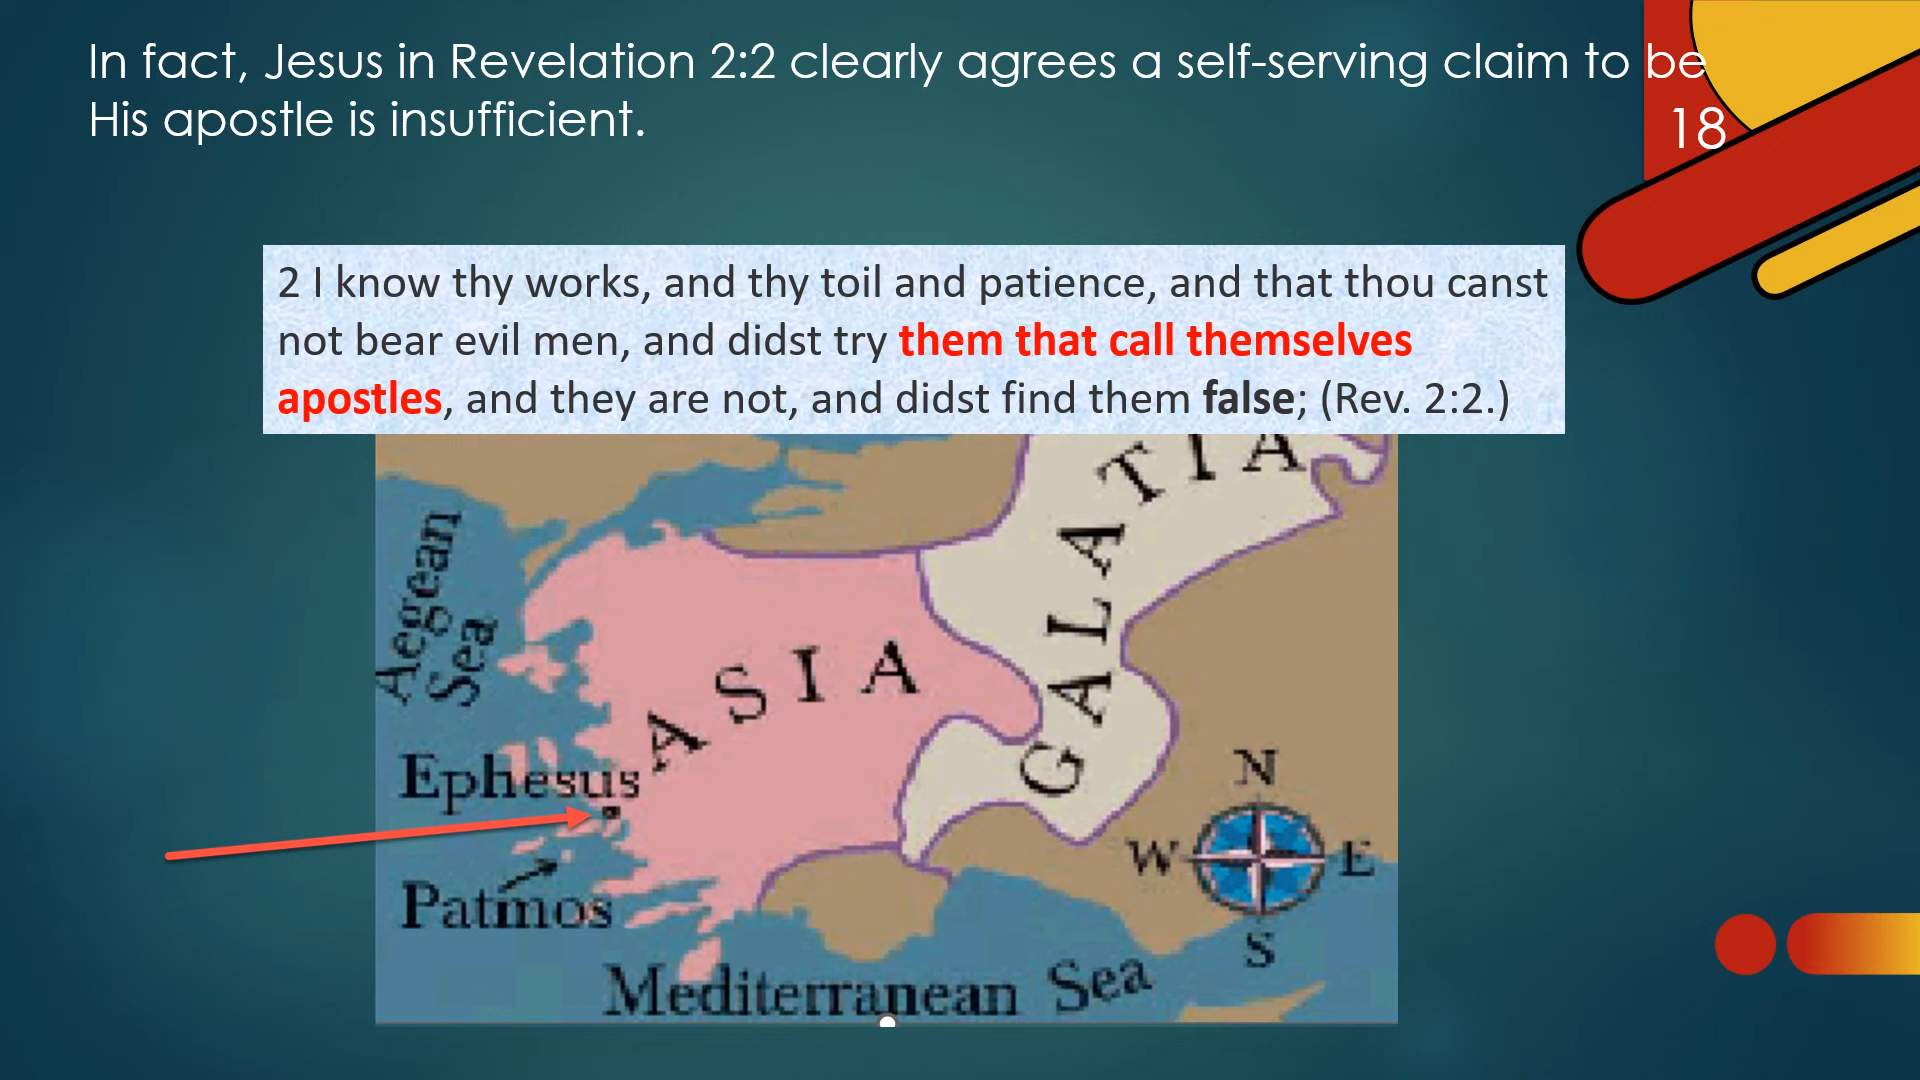 In fact, Jesus in Revelation 2:2 clearly agrees a self-serving claim to be
His apostle is insufficient.
18
2 I know thy works, and thy toil and patience, and that thou canst
not bear evil men, and didst try them that call themselves
apostles, and they are not, and didst find them false; (Rev. 2:2.)
Aegean
Sea
ASIA
GALATIA
Ephesus
Patmos
Mediterranean Sea
N
W
E
S